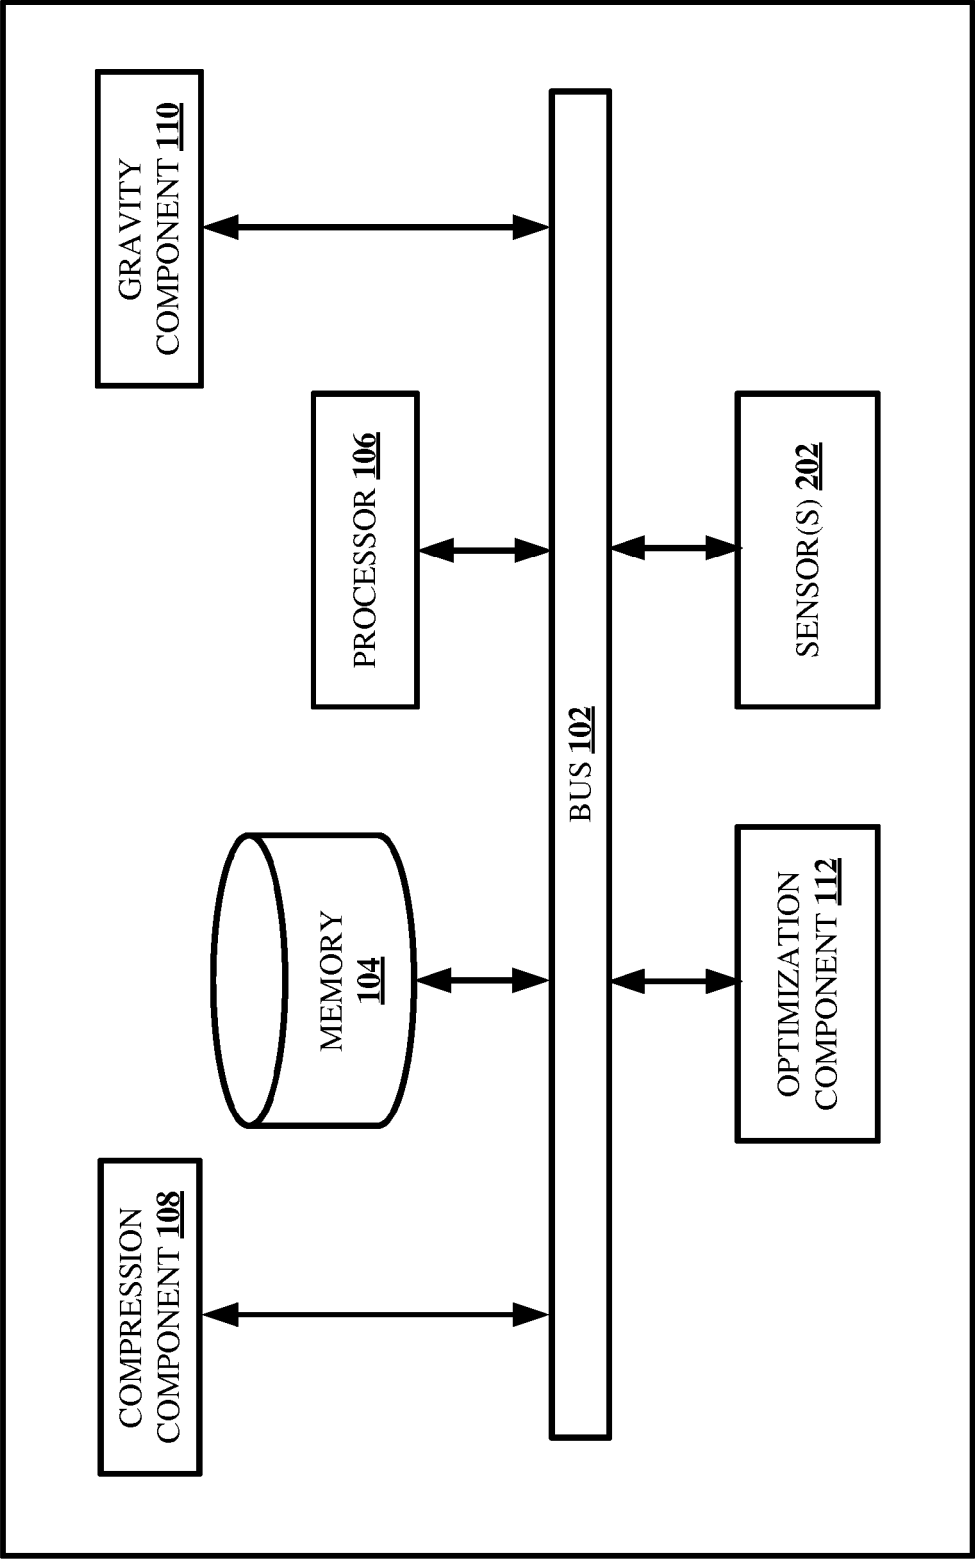 COMPRESSION
COMPONENT 108
MEMORY
104
PROCESSOR 106
GRAVITY
COMPONENT 110
BUS 102
OPTIMIZATION
COMPONENT 112
SENSOR(S) 202